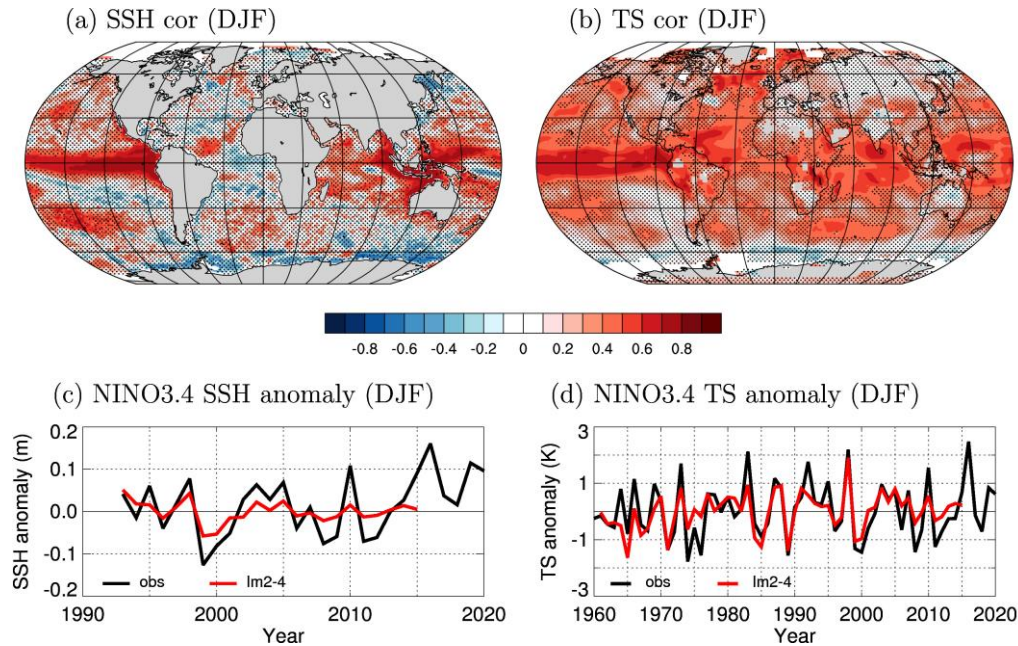 (a) SSH cor (DJF)
(b) TS cor (DJF)
-0.8 -0.6 -0.4 -0.2 0 0.2 0.4 0.6 0.8
(c) NINO3.4 SSH anomaly (DJF)
(d) NINO3.4 TS anomaly (DJF)
SSH anomaly (m)
0.2
0.1
0.0
-0.1
-0.2
obs lm2-4
1990 2000 2010 2020
Year
TS anomaly (K)
3
1
-1
-3
obs lm2-4
1960 1970 1980 1990 2000 2010 2020
Year